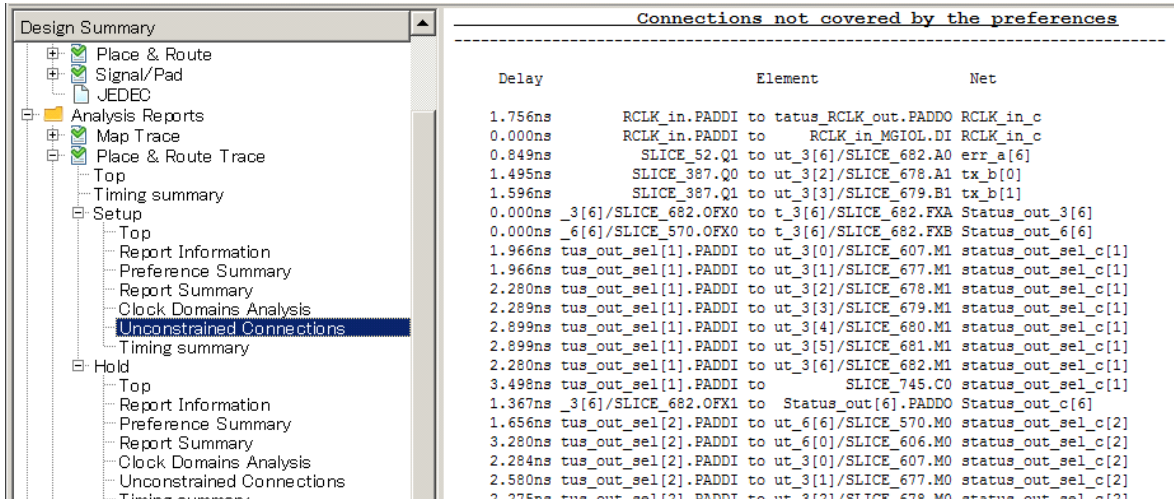 Design Summary
Place & Route
Signal/Pad
JEDEC
Analysis Reports
Map Trace
Place & Route Trace
Top
Timing summary
Setup
Top
Report Information
Preference Summary
Report Summary
Clock Domains Analysis
Unconstrained Connections
Timing summary
Hold
Top
Report Information
Preference Summary
Report Summary
Clock Domains Analysis
Unconstrained Connections
Timing summary
Connections not covered by the preferences
Delay Element Net
1.756ns RCLK_in.PADDI to tatus_RCLK_out.PADDO RCLK_in_c
0.000ns RCLK_in.PADDI to RCLK_in_MGIOL.DI RCLK_in_c
0.849ns SLICE_52.Q1 to ut_3[6]/SLICE_682.A0 err_a[6]
1.495ns SLICE_387.Q0 to ut_3[2]/SLICE_678.A1 tx_b[0]
1.596ns SLICE_387.Q1 to ut_3[3]/SLICE_679.B1 tx_b[1]
0.000ns _3[6]/SLICE_682.OFX0 to t_3[6]/SLICE_682.FXA Status_out_3[6]
0.000ns _6[6]/SLICE_570.OFX0 to t_3[6]/SLICE_682.FXB Status_out_6[6]
1.966ns tus_out_sel[1].PADDI to ut_3[0]/SLICE_607.M1 status_out_sel_c[1]
1.966ns tus_out_sel[1].PADDI to ut_3[1]/SLICE_677.M1 status_out_sel_c[1]
2.280ns tus_out_sel[1].PADDI to ut_3[2]/SLICE_678.M1 status_out_sel_c[1]
2.289ns tus_out_sel[1].PADDI to ut_3[3]/SLICE_679.M1 status_out_sel_c[1]
2.899ns tus_out_sel[1].PADDI to ut_3[4]/SLICE_680.M1 status_out_sel_c[1]
2.899ns tus_out_sel[1].PADDI to ut_3[5]/SLICE_681.M1 status_out_sel_c[1]
2.280ns tus_out_sel[1].PADDI to ut_3[6]/SLICE_682.M1 status_out_sel_c[1]
3.498ns tus_out_sel[1].PADDI to SLICE_745.C0 status_out_sel_c[1]
1.367ns _3[6]/SLICE_682.OFX1 to Status_out[6].PADDO Status_out_c[6]
1.656ns tus_out_sel[2].PADDI to ut_6[6]/SLICE_570.M0 status_out_sel_c[2]
3.280ns tus_out_sel[2].PADDI to ut_6[0]/SLICE_606.M0 status_out_sel_c[2]
2.284ns tus_out_sel[2].PADDI to ut_3[0]/SLICE_607.M0 status_out_sel_c[2]
2.580ns tus_out_sel[2].PADDI to ut_3[1]/SLICE_677.M0 status_out_sel_c[2]
2.275ns tus_out_sel[2].PADDI to ut_3[2]/SLICE_678.M0 status_out_sel_c[2]